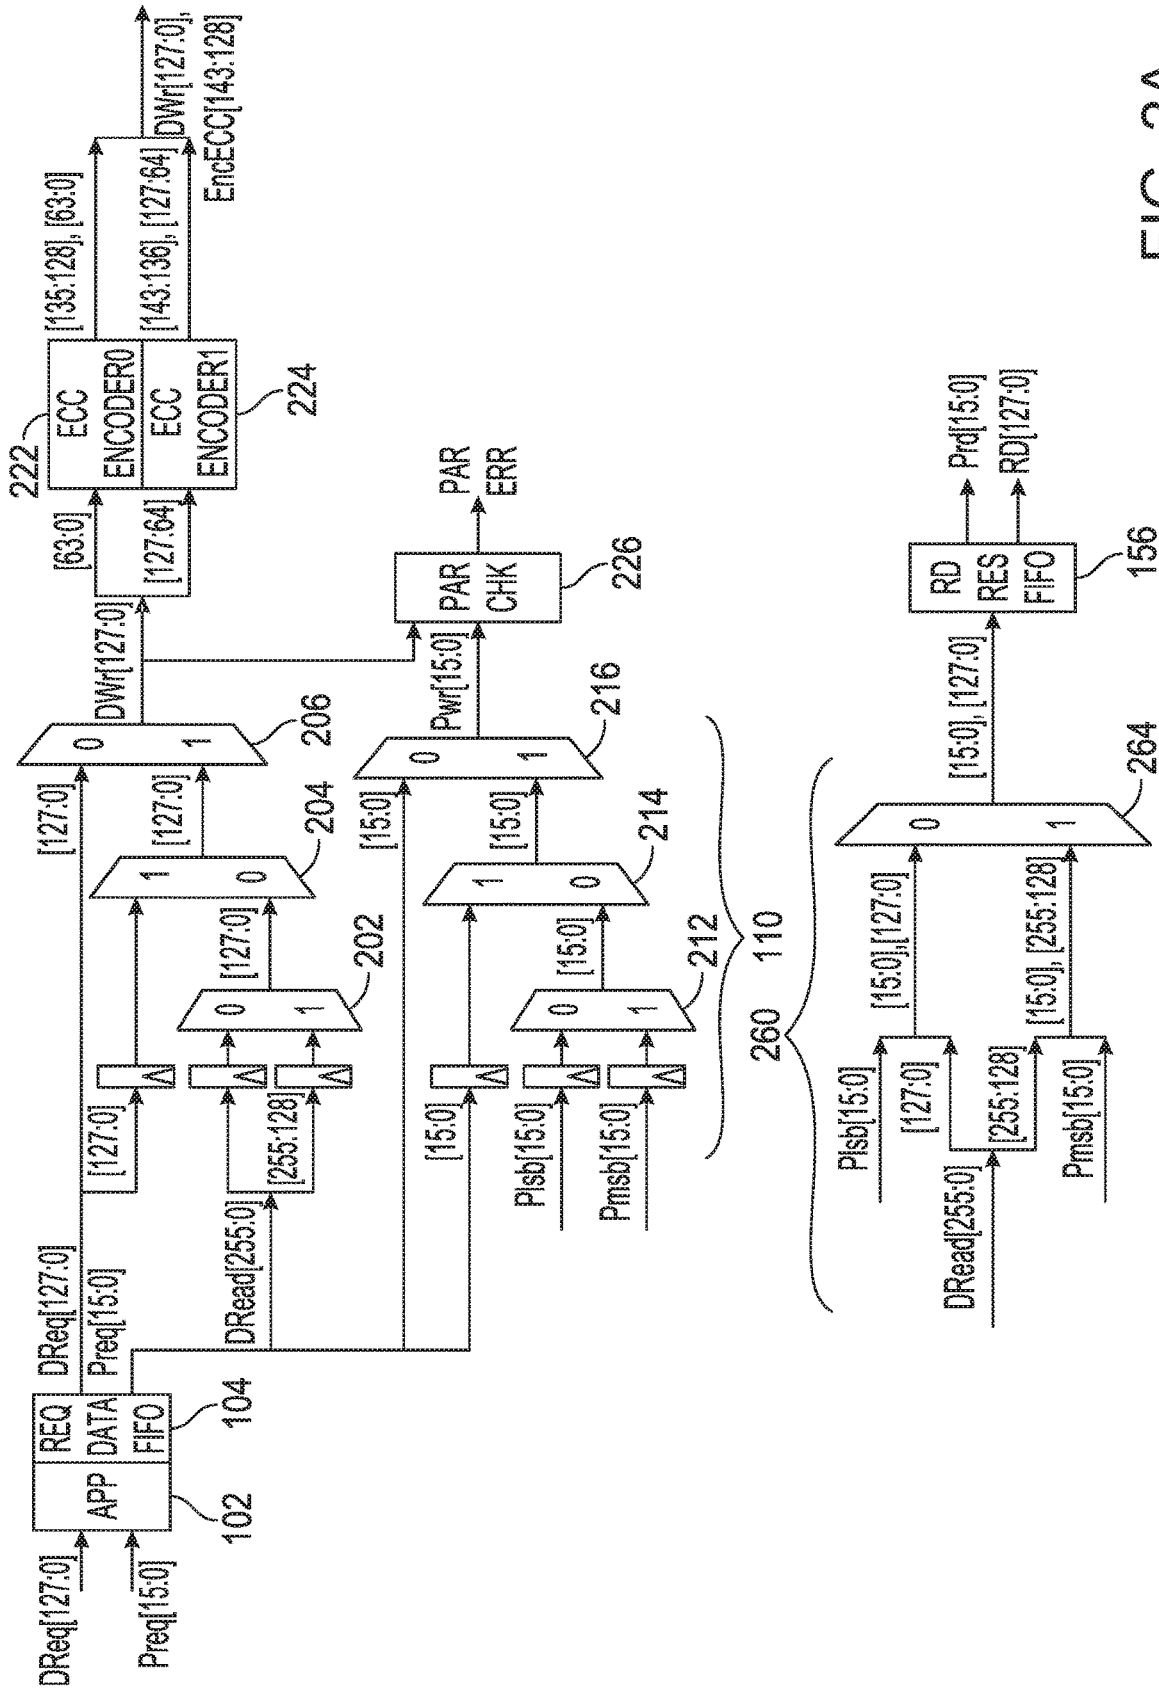 DReq[127:0]
Preq[15:0]
APP
102
REQ
DATA
FIFO
104
DReq[127:0]
Preq[15:0]
[127:0]
DRead[255:0]
[255:128]
[127:0]
202
[127:0]
204
1
0
0
1
[127:0]
[127:0]
0
1
206
DWr[127:0]
[63:0]
[127:64]
222
ECC
ENCODER0
ECC
ENCODER1
224
[135:128], [63:0]
[143:136], [127:64]
DWr[127:0],
EncECC[143:128]
[15:0]
Plsb[15:0]
Pmsb[15:0]
0
1
212
[15:0]
1
0
214
[15:0]
[15:0]
0
1
216
Pwr[15:0]
PAR
CHK
226
PAR
ERR
110
260
DRead[255:0]
Plsb[15:0]
[127:0]
[255:128]
Pmsb[15:0]
[15:0],[127:0]
[15:0], [255:128]
0
1
264
[15:0], [127:0]
RD
RES
FIFO
156
Prd[15:0]
RD[127:0]